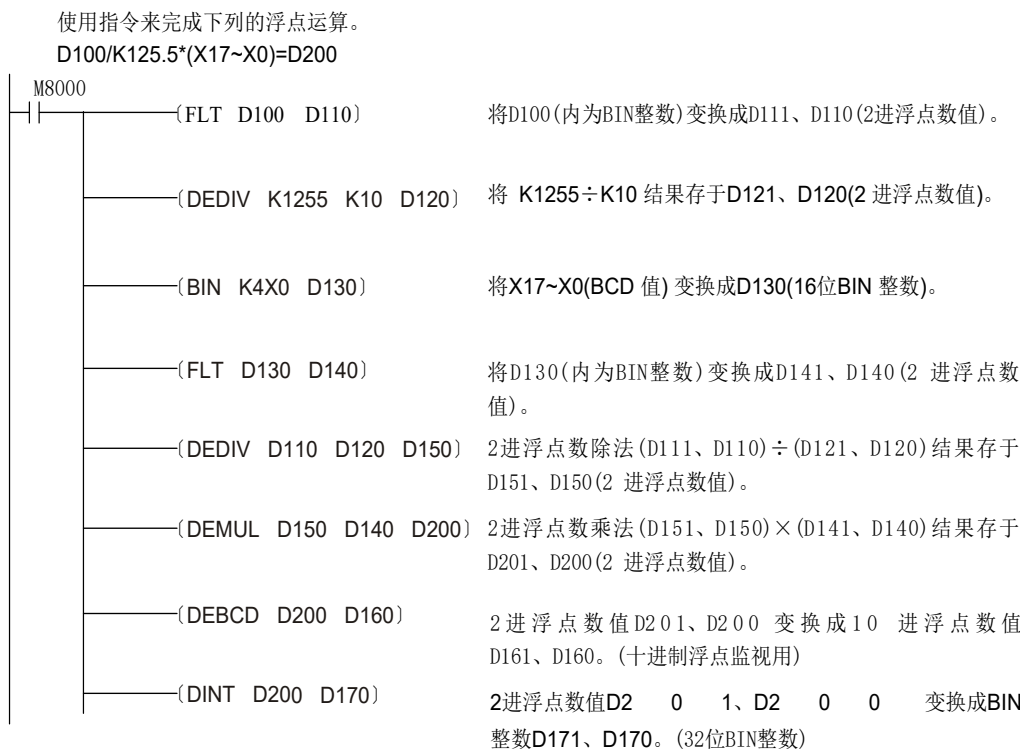 使用指令来完成下列的浮点运算。
D100/K125.5*(X17~X0)=D200
M8000
〔FLT D100 D110〕 将D100(内为BIN整数)变换成D111、D110(2进浮点数值)。
〔DEDIV K1255 K10 D120〕 将 K1255÷K10 结果存于D121、D120(2 进浮点数值)。
〔BIN K4X0 D130〕 将X17~X0(BCD 值) 变换成D130(16位BIN 整数)。
〔FLT D130 D140〕 将D130(内为BIN整数)变换成D141、D140(2 进浮点数
值)。
〔DEDIV D110 D120 D150〕 2进浮点数除法(D111、D110)÷(D121、D120)结果存于
D151、D150(2 进浮点数值)。
〔DEMUL D150 D140 D200〕 2进浮点数乘法(D151、D150)×(D141、D140)结果存于
D201、D200(2 进浮点数值)。
〔DEBCD D200 D160〕 2进浮点数值D201、D200 变换成10 进浮点数值
D161、D160。(十进制浮点监视用)
〔DINT D200 D170〕 2进浮点数值D2 0 1、D2 0 0 变换成BIN
整数D171、D170。(32位BIN整数)